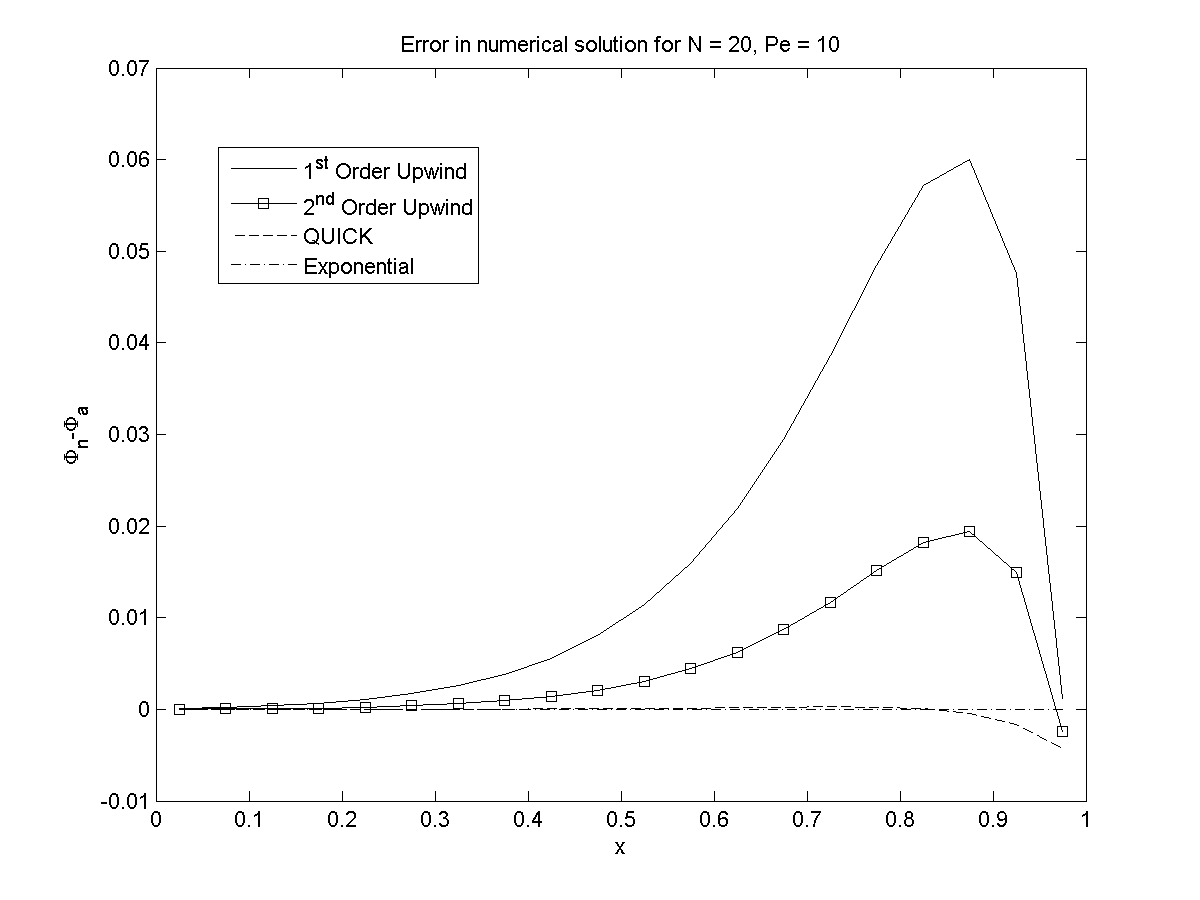 Error in numerical solution for N = 20, Pe = 10
0.07
0.06
0.05
0.04
0.03
0.02
0.01
0
-0.01
Φn-Φa
1st Order Upwind
2nd Order Upwind
QUICK
Exponential
0 0.1 0.2 0.3 0.4 0.5 0.6 0.7 0.8 0.9 1
x